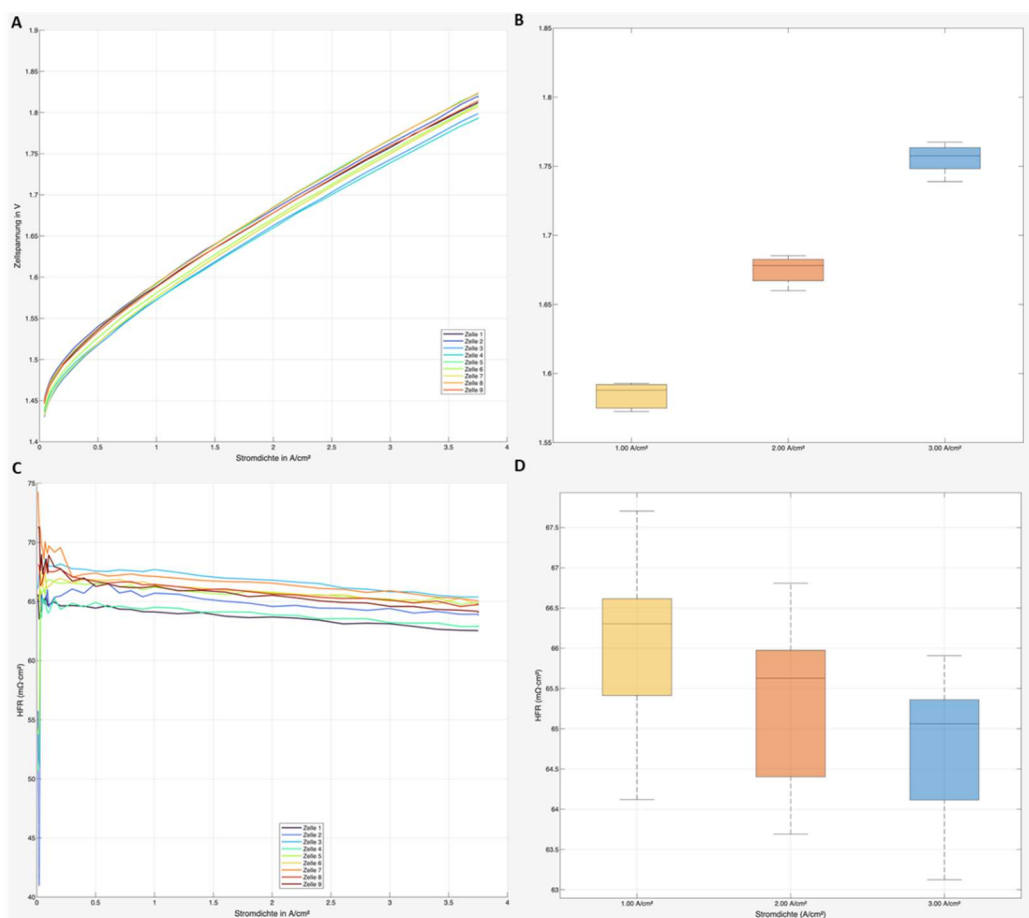 A
1.9
1.85
1.8
1.75
1.7
1.65
1.6
1.55
1.5
1.45
1.4
Zellspannung in V
0
0.5
1
1.5
2
2.5
3
3.5
4
Stromdichte in A/cm²
Zelle 1
Zelle 2
Zelle 3
Zelle 4
Zelle 5
Zelle 6
Zelle 7
Zelle 8
Zelle 9
B
1.85
1.8
1.75
1.7
1.65
1.6
1.55
1.00 A/cm²
2.00 A/cm²
3.00 A/cm²
C
75
70
65
60
55
50
45
40
HFR (mΩ·cm²)
0
0.5
1
1.5
2
2.5
3
3.5
4
Stromdichte in A/cm²
Zelle 1
Zelle 2
Zelle 3
Zelle 4
Zelle 5
Zelle 6
Zelle 7
Zelle 8
Zelle 9
D
67.5
67
66.5
66
65.5
65
64.5
64
63.5
63
HFR (mΩ·cm²)
1.00 A/cm²
2.00 A/cm²
3.00 A/cm²
Stromdichte (A/cm²)